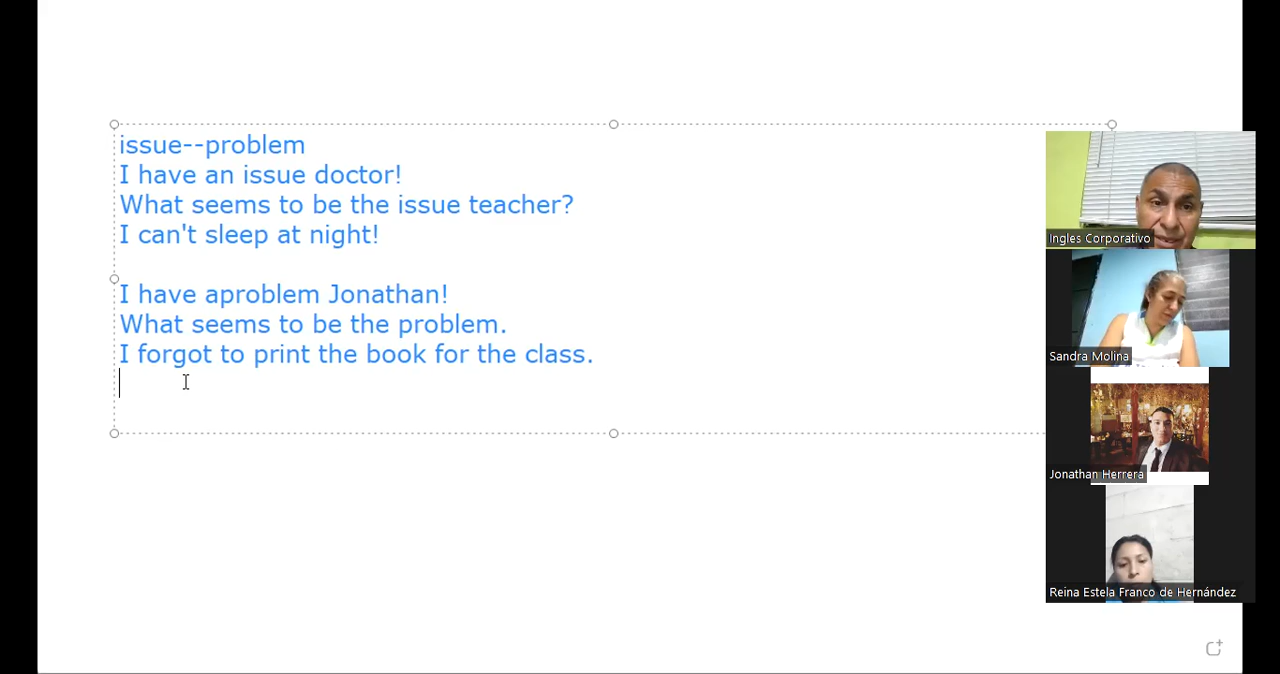 issue--problem
I have an issue doctor!
What seems to be the issue teacher?
I can't sleep at night!
I have aproblem Jonathan!
What seems to be the problem.
I forgot to print the book for the class.
Ingles Corporativo
Sandra Molina
Jonathan Herrera
Reina Estela Franco de Hernández